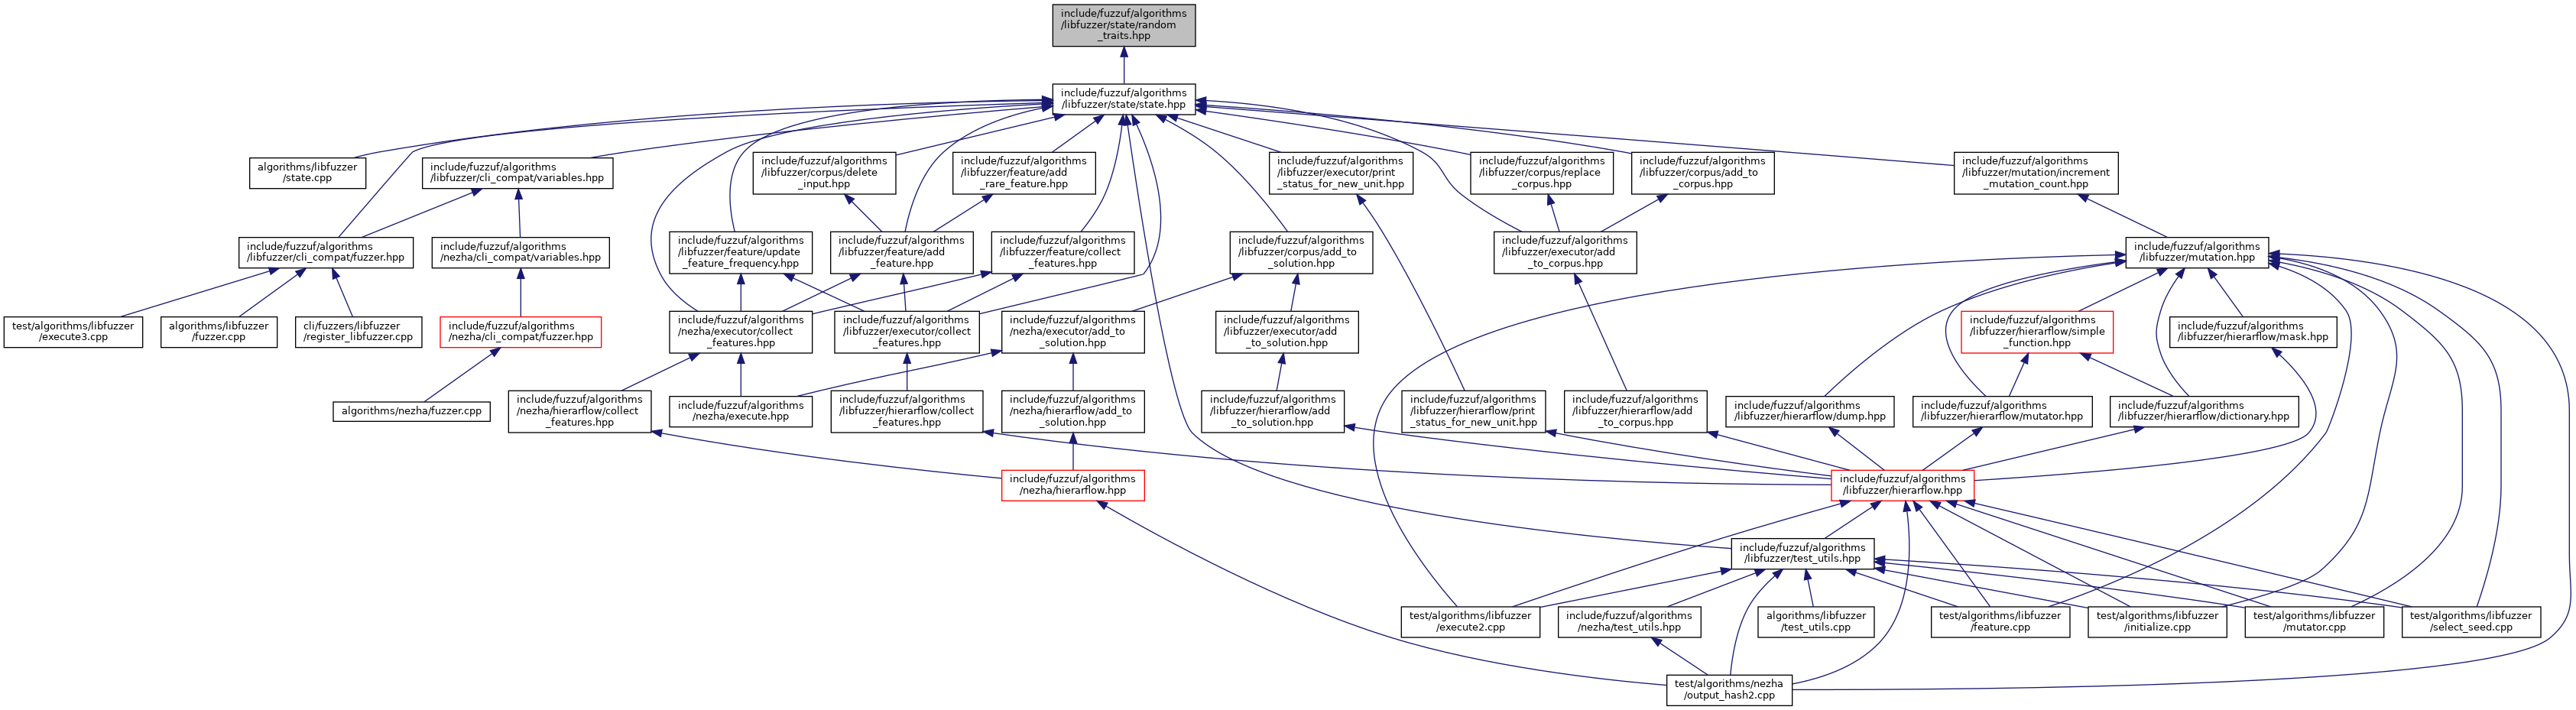 include/fuzzuf/algorithms
/libfuzzer/state/random
_traits.hpp
include/fuzzuf/algorithms
/libfuzzer/state/state.hpp
algorithms/libfuzzer
/state.cpp
include/fuzzuf/algorithms
/libfuzzer/cli_compat/variables.hpp
include/fuzzuf/algorithms
/libfuzzer/corpus/delete
_input.hpp
include/fuzzuf/algorithms
/libfuzzer/feature/add
_rare_feature.hpp
include/fuzzuf/algorithms
/libfuzzer/executor/print
_status_for_new_unit.hpp
include/fuzzuf/algorithms
/libfuzzer/corpus/replace
_corpus.hpp
include/fuzzuf/algorithms
/libfuzzer/corpus/add_to
_corpus.hpp
include/fuzzuf/algorithms
/libfuzzer/mutation/increment
_mutation_count.hpp
include/fuzzuf/algorithms
/libfuzzer/cli_compat/fuzzer.hpp
include/fuzzuf/algorithms
/nezha/cli_compat/variables.hpp
include/fuzzuf/algorithms
/libfuzzer/feature/update
_feature_frequency.hpp
include/fuzzuf/algorithms
/libfuzzer/feature/add
_feature.hpp
include/fuzzuf/algorithms
/libfuzzer/feature/collect
_features.hpp
include/fuzzuf/algorithms
/libfuzzer/corpus/add_to
_solution.hpp
include/fuzzuf/algorithms
/libfuzzer/executor/add
_to_corpus.hpp
include/fuzzuf/algorithms
/libfuzzer/mutation.hpp
test/algorithms/libfuzzer
/execute3.cpp
algorithms/libfuzzer
/fuzzer.cpp
cli/fuzzers/libfuzzer
/register_libfuzzer.cpp
include/fuzzuf/algorithms
/nezha/cli_compat/fuzzer.hpp
include/fuzzuf/algorithms
/nezha/executor/collect
_features.hpp
include/fuzzuf/algorithms
/libfuzzer/executor/collect
_features.hpp
include/fuzzuf/algorithms
/nezha/executor/add_to
_solution.hpp
include/fuzzuf/algorithms
/libfuzzer/executor/add
_to_solution.hpp
include/fuzzuf/algorithms
/libfuzzer/hierarflow/simple
_function.hpp
include/fuzzuf/algorithms
/libfuzzer/hierarflow/mask.hpp
algorithms/nezha/fuzzer.cpp
include/fuzzuf/algorithms
/nezha/hierarflow/collect
_features.hpp
include/fuzzuf/algorithms
/nezha/execute.hpp
include/fuzzuf/algorithms
/libfuzzer/hierarflow/collect
_features.hpp
include/fuzzuf/algorithms
/nezha/hierarflow/add_to
_solution.hpp
include/fuzzuf/algorithms
/libfuzzer/hierarflow/add
_to_solution.hpp
include/fuzzuf/algorithms
/libfuzzer/hierarflow/print
_status_for_new_unit.hpp
include/fuzzuf/algorithms
/libfuzzer/hierarflow/add
_to_corpus.hpp
include/fuzzuf/algorithms
/libfuzzer/hierarflow/dump.hpp
include/fuzzuf/algorithms
/libfuzzer/hierarflow/mutator.hpp
include/fuzzuf/algorithms
/libfuzzer/hierarflow/dictionary.hpp
include/fuzzuf/algorithms
/nezha/hierarflow.hpp
include/fuzzuf/algorithms
/libfuzzer/hierarflow.hpp
include/fuzzuf/algorithms
/libfuzzer/test_utils.hpp
test/algorithms/libfuzzer
/execute2.cpp
include/fuzzuf/algorithms
/nezha/test_utils.hpp
algorithms/libfuzzer
/test_utils.cpp
test/algorithms/libfuzzer
/feature.cpp
test/algorithms/libfuzzer
/initialize.cpp
test/algorithms/libfuzzer
/mutator.cpp
test/algorithms/libfuzzer
/select_seed.cpp
test/algorithms/nezha
/output_hash2.cpp